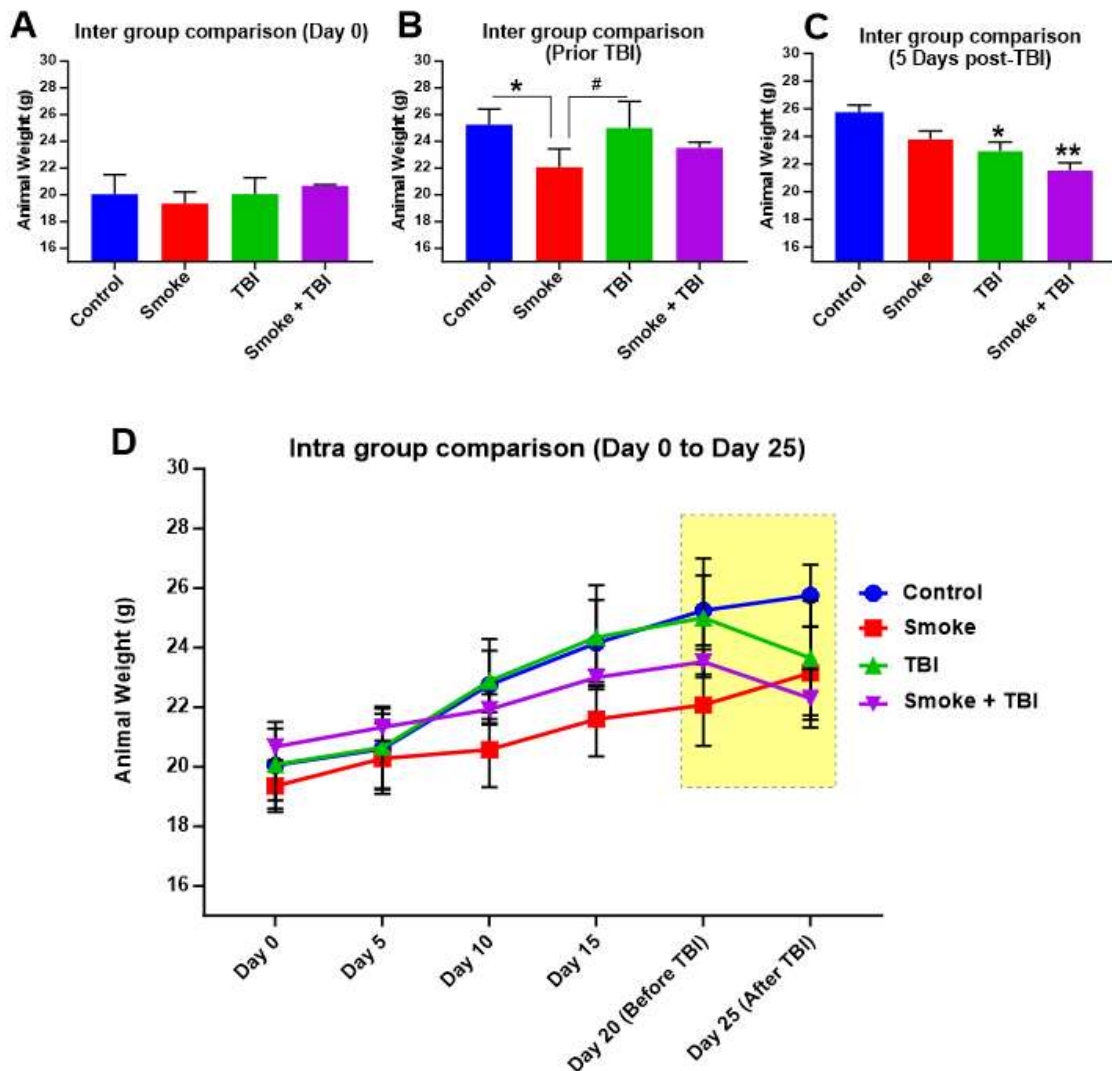 A
Inter group comparison (Day 0)
Animal Weight (g)
30
28
26
24
22
20
18
16
Control
Smoke
TBI
Smoke + TBI
B
Inter group comparison
(Prior TBI)
Animal Weight (g)
30
28
26
24
22
20
18
16
*
#
Control
Smoke
TBI
Smoke + TBI
C
Inter group comparison
(5 Days post-TBI)
Animal Weight (g)
30
28
26
24
22
20
18
16
*
**
Control
Smoke
TBI
Smoke + TBI
D
Intra group comparison (Day 0 to Day 25)
Animal Weight (g)
30
28
26
24
22
20
18
16
Day 0
Day 5
Day 10
Day 15
Day 20 (Before TBI)
Day 25 (After TBI)
Control
Smoke
TBI
Smoke + TBI